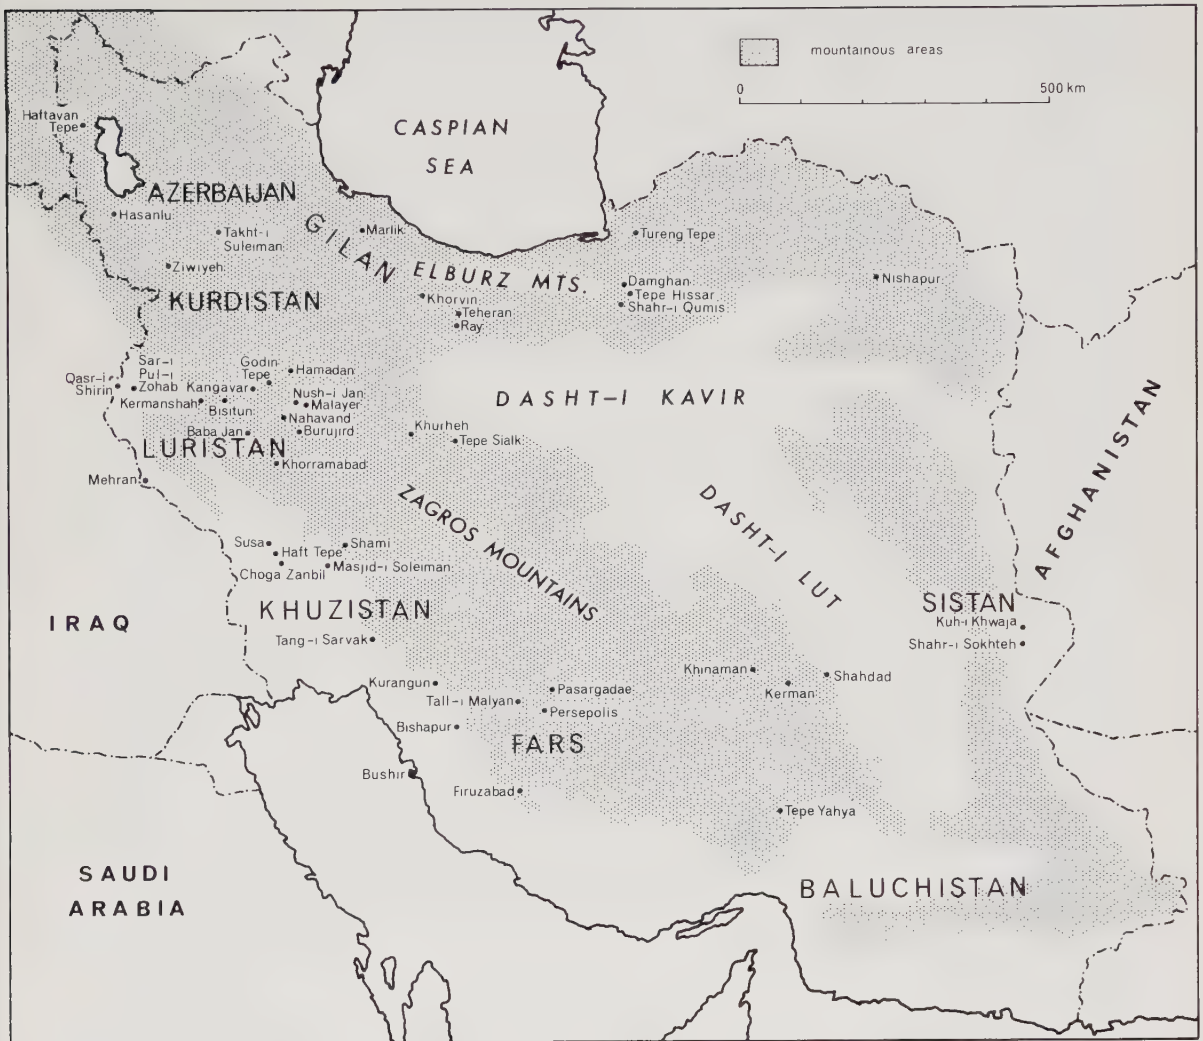 mountainous areas
0 500 km
Haftavan
Tepe
CASPIAN
SEA
AZERBAIJAN
Hasanlu
Takht-i
Suleiman
GILAN
Marlik
Tureng Tepe
Ziwiyeh
ELBURZ MTS.
Damghan
Tepe Hissar
Shahr-i Qumis
Nishapur
KURDISTAN
Khorvin
Teheran
Ray
Sar-i
Pul-i
Zohab
Qasr-i
Shirin
Godin
Tepe
Hamadan
Kangavar
Nush-i Jan
Malayer
Kermanshah
Bisitun
Nahavand
Baba Jan
Burujird
DASHT-I KAVIR
Khurheh
Tepe Sialk
LURISTAN
Khorramabad
Mehran
AFGHANISTAN
ZAGROS MOUNTAINS
DASHT-I LUT
Susa
Haft Tepe
Choga Zanbil
Shami
Masjid-i Soleiman
KHUZISTAN
IRAQ
Tang-i Sarvak
SISTAN
Kuh-i Khwaja
Shahr-i Sokhteh
Kurangun
Tall-i Malyan
Pasargadae
Persepolis
Khinaman
Kerman
Shahdad
Bishapur
FARS
Bushir
Firuzabad
Tepe Yahya
SAUDI
ARABIA
BALUCHISTAN